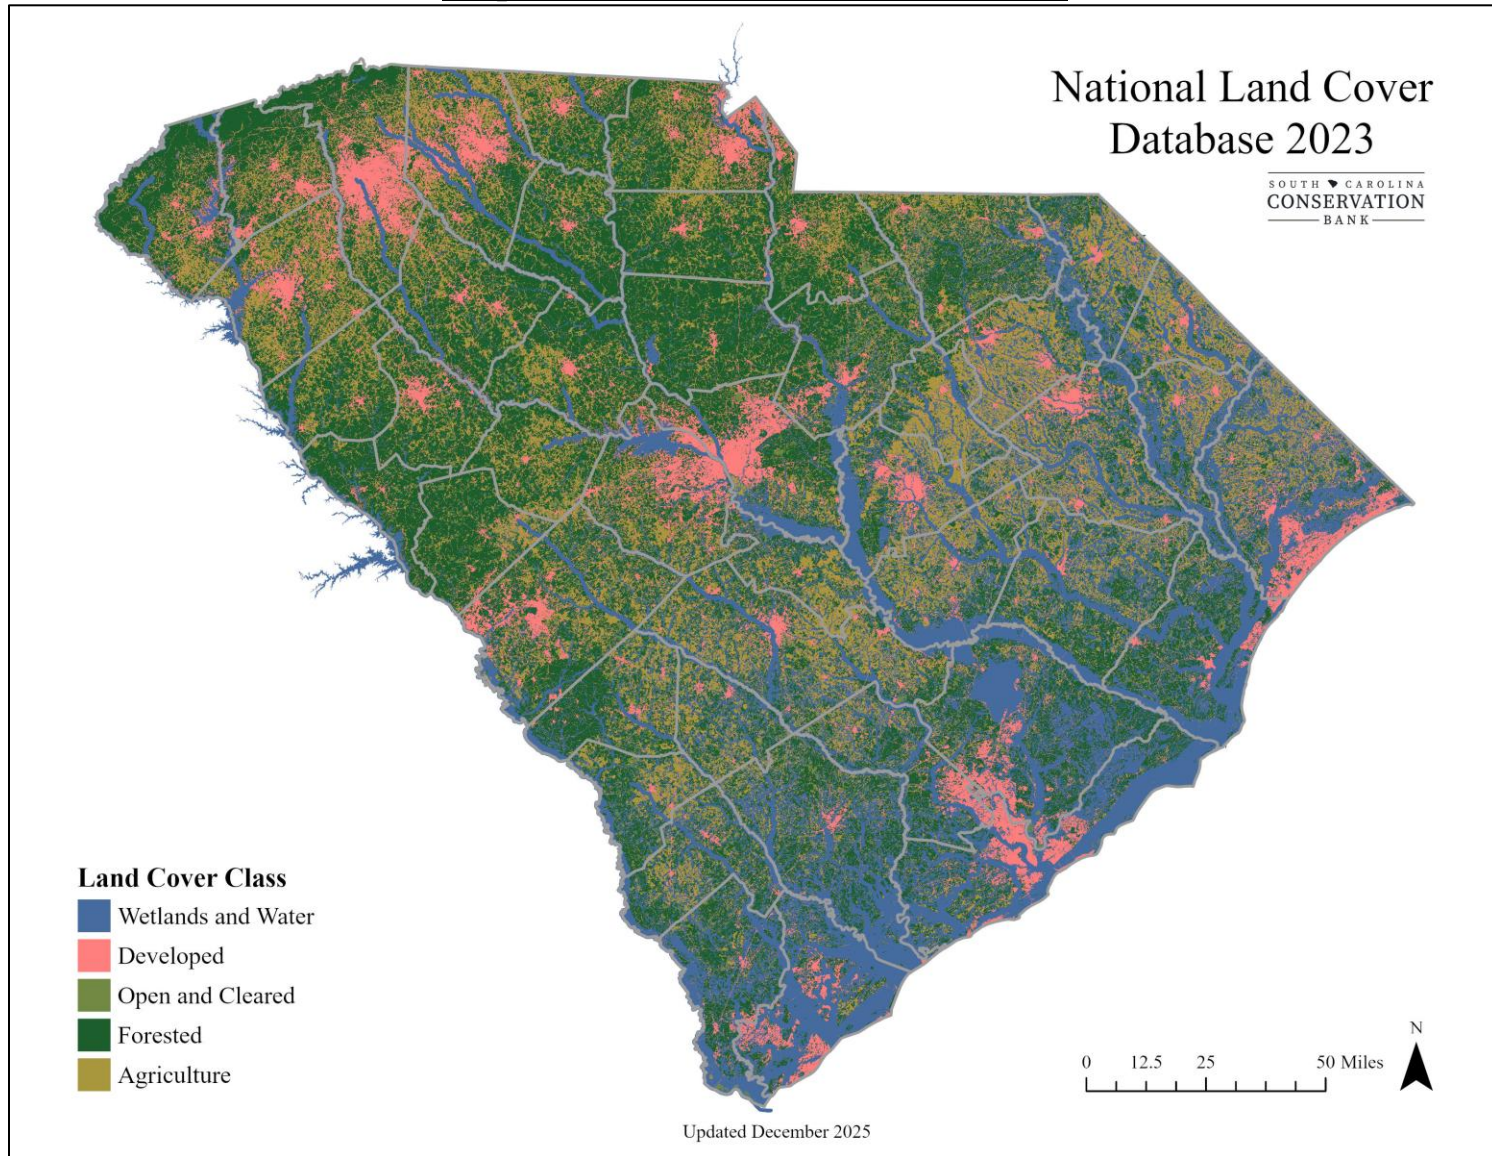 National Land Cover
Database 2023
SOUTH CAROLINA
CONSERVATION
BANK
Land Cover Class
Wetlands and Water
Developed
Open and Cleared
Forested
Agriculture
N
0 12.5 25 50 Miles
Updated December 2025